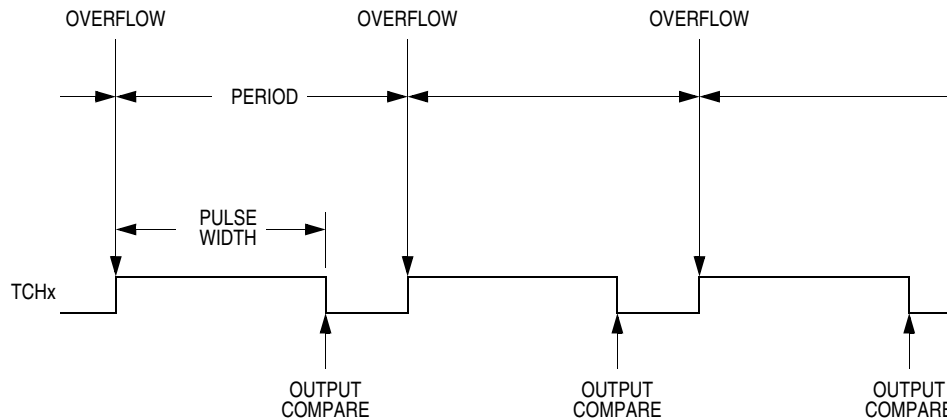 OVERFLOW
OVERFLOW
OVERFLOW
PERIOD
PULSE
WIDTH
TCHx
OUTPUT
COMPARE
OUTPUT
COMPARE
OUTPUT
COMPARE